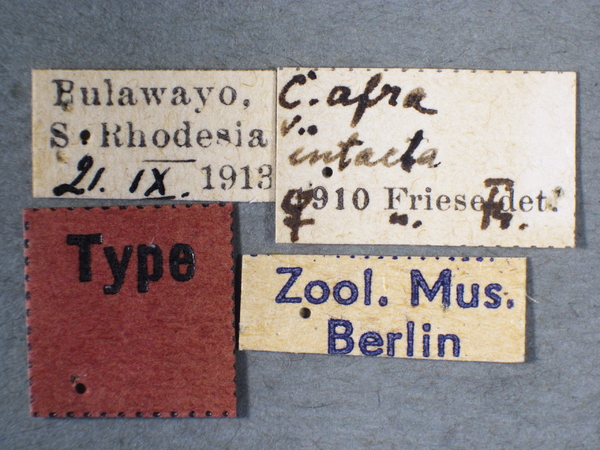 Bulawayo,
S. Rhodesia
21. IX. 1913
C. afra
v.
intacta
♀ 1910 Friese det.
Type
Zool. Mus.
Berlin